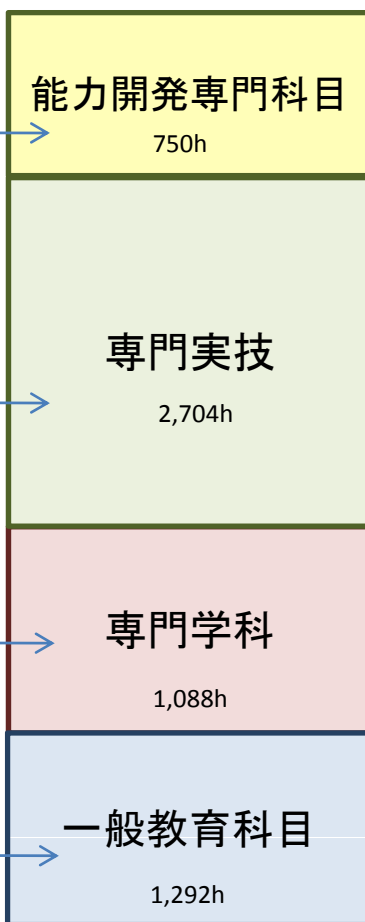 能力開発専門科目
750h
専門実技
2,704h
専門学科
1,088h
一般教育科目
1,292h